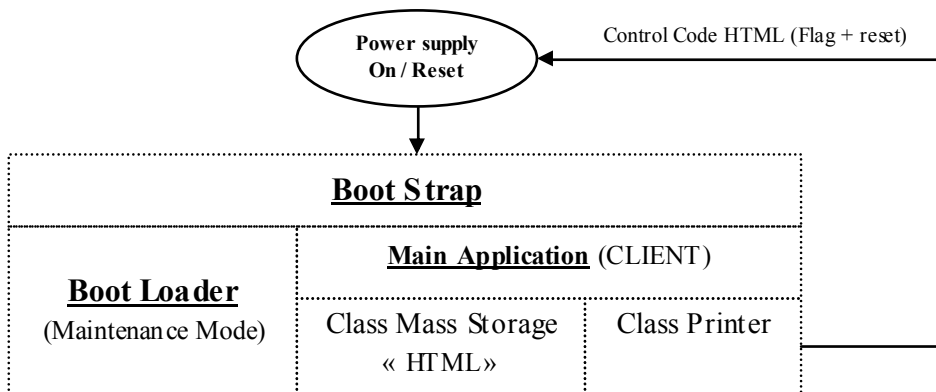 Power supply
On / Reset
Control Code HTML (Flag + reset)
Boot Strap
Main Application (CLIENT)
Boot Loader
(Maintenance Mode)
Class Mass Storage
« HTML»
Class Printer